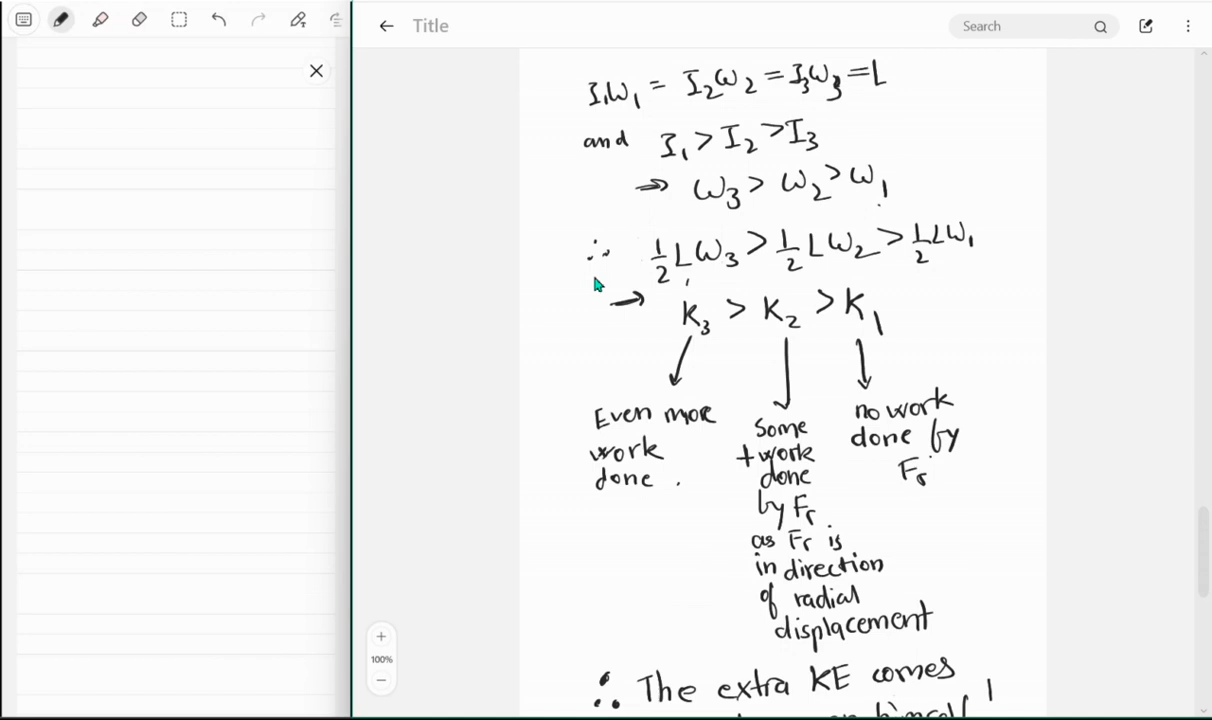 Title
Search
I₁ω₁ = I₂ω₂ = I₃ω₃ = L
and I₁ > I₂ > I₃
⇒ ω₃ > ω₂ > ω₁
∴ ½Lω₃ > ½Lω₂ > ½Lω₁
→ K₃ > K₂ > K₁
Even more
work
done.
Some
+work
done
by Fr
as Fr is
in direction
of radial
displacement
no work
done by
Fr
∴ The extra KE comes
100%